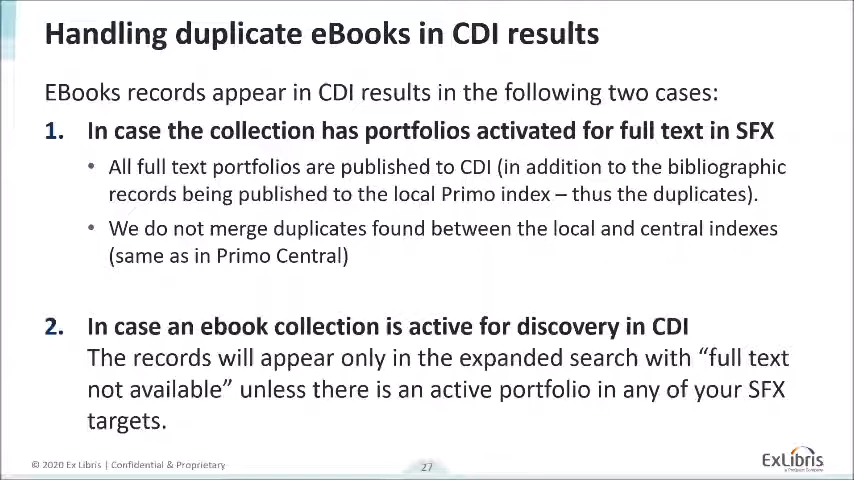 Handling duplicate eBooks in CDI results
EBooks records appear in CDI results in the following two cases:
1. In case the collection has portfolios activated for full text in SFX
• All full text portfolios are published to CDI (in addition to the bibliographic
records being published to the local Primo index – thus the duplicates).
• We do not merge duplicates found between the local and central indexes
(same as in Primo Central)
2. In case an ebook collection is active for discovery in CDI
The records will appear only in the expanded search with “full text
not available” unless there is an active portfolio in any of your SFX
targets.
© 2020 Ex Libris | Confidential & Proprietary
27
ExLibris
a ProQuest Company